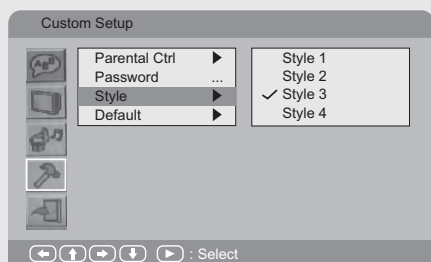 Custom Setup
Parental Ctrl
Password ...
Style
Default
Style 1
Style 2
Style 3
Style 4
: Select